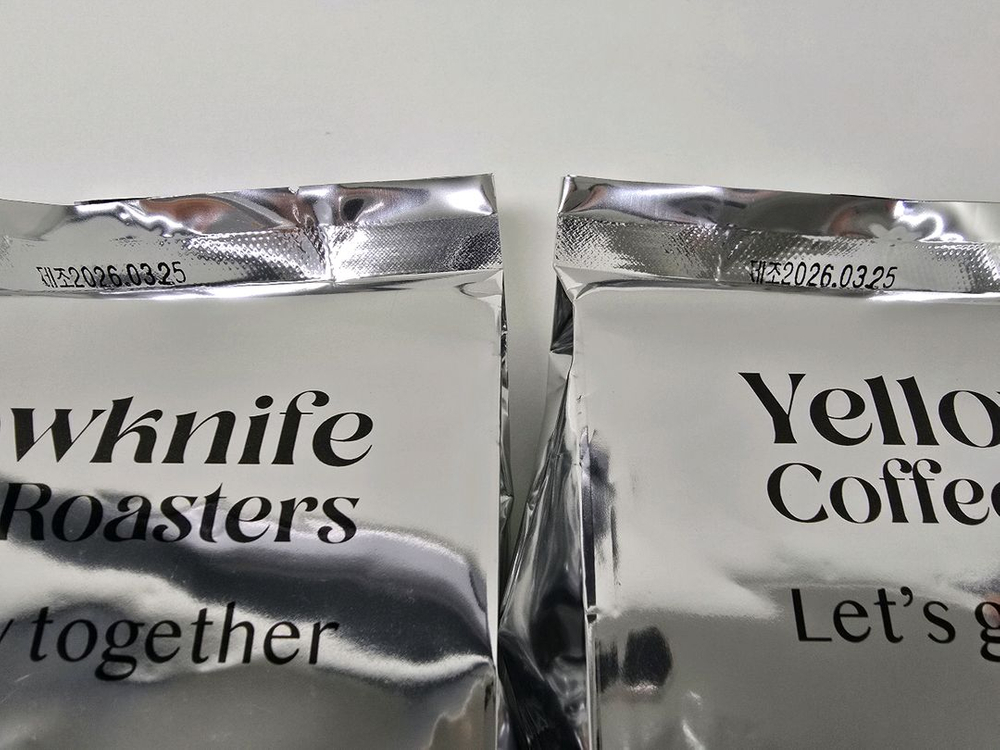 제조2026.03.25
wknife
Roasters
together
제조2026.03.25
Yello
Coffee
Let's g